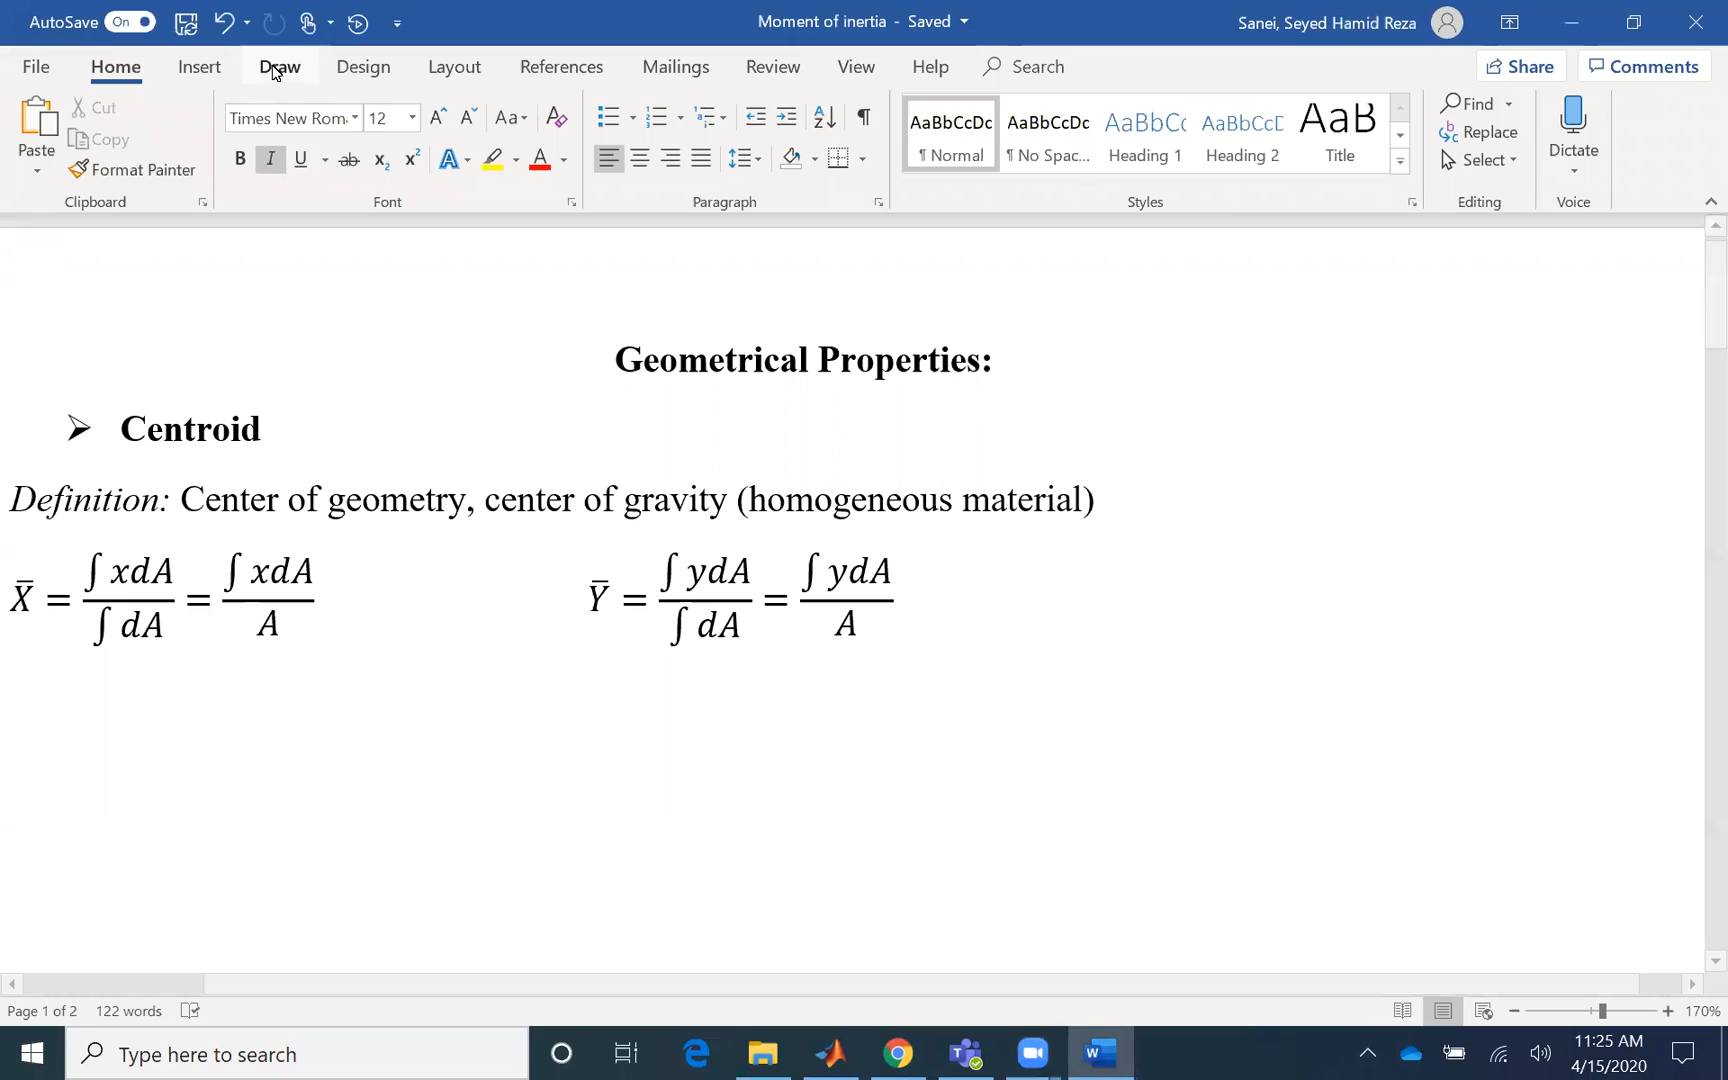 AutoSave On Moment of inertia - Saved Sanei, Seyed Hamid Reza
File Home Insert Draw Design Layout References Mailings Review View Help Search Share Comments
Paste Cut Copy Format Painter
Clipboard
Times New Rom 12 Aa
B I U ab x₂ x² A A
Font
Paragraph
AaBbCcDc AaBbCcDc AaBbCc AaBbCcD AaB
¶ Normal ¶ No Spac... Heading 1 Heading 2 Title
Styles
Find
Replace
Select
Editing
Dictate
Voice
Geometrical Properties:
➢ Centroid
Definition: Center of geometry, center of gravity (homogeneous material)
X̄ = ∫ xdA / ∫ dA = ∫ xdA / A Ȳ = ∫ ydA / ∫ dA = ∫ ydA / A
Page 1 of 2 122 words 170%
Type here to search 11:25 AM
4/15/2020